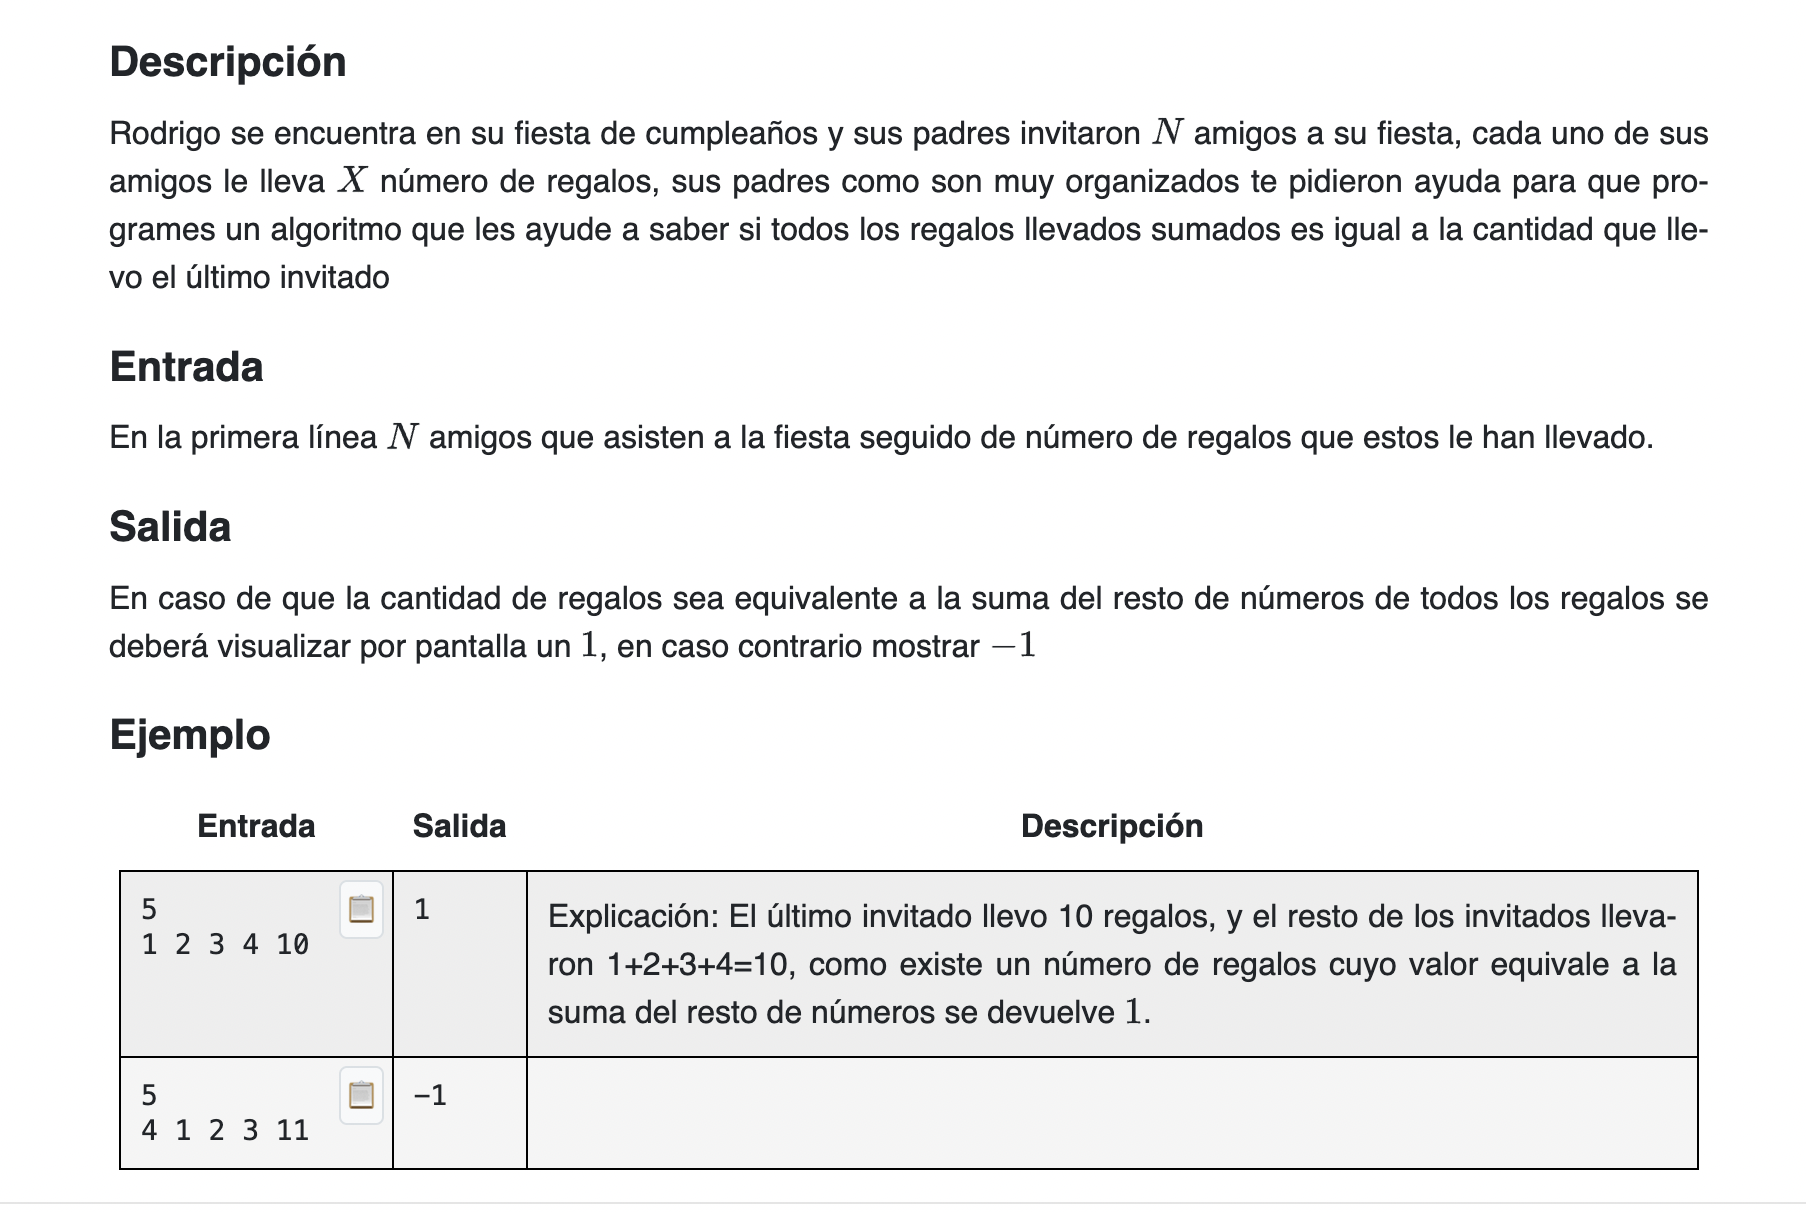 Descripción
Rodrigo se encuentra en su fiesta de cumpleaños y sus padres invitaron N amigos a su fiesta, cada uno de sus
amigos le lleva X número de regalos, sus padres como son muy organizados te pidieron ayuda para que pro-
grames un algoritmo que les ayude a saber si todos los regalos llevados sumados es igual a la cantidad que lle-
vo el último invitado
Entrada
En la primera línea N amigos que asisten a la fiesta seguido de número de regalos que estos le han llevado.
Salida
En caso de que la cantidad de regalos sea equivalente a la suma del resto de números de todos los regalos se
deberá visualizar por pantalla un 1, en caso contrario mostrar −1
Ejemplo
Entrada Salida Descripción
5
1 2 3 4 10
1
Explicación: El último invitado llevo 10 regalos, y el resto de los invitados lleva-
ron 1+2+3+4=10, como existe un número de regalos cuyo valor equivale a la
suma del resto de números se devuelve 1.
5
4 1 2 3 11
-1